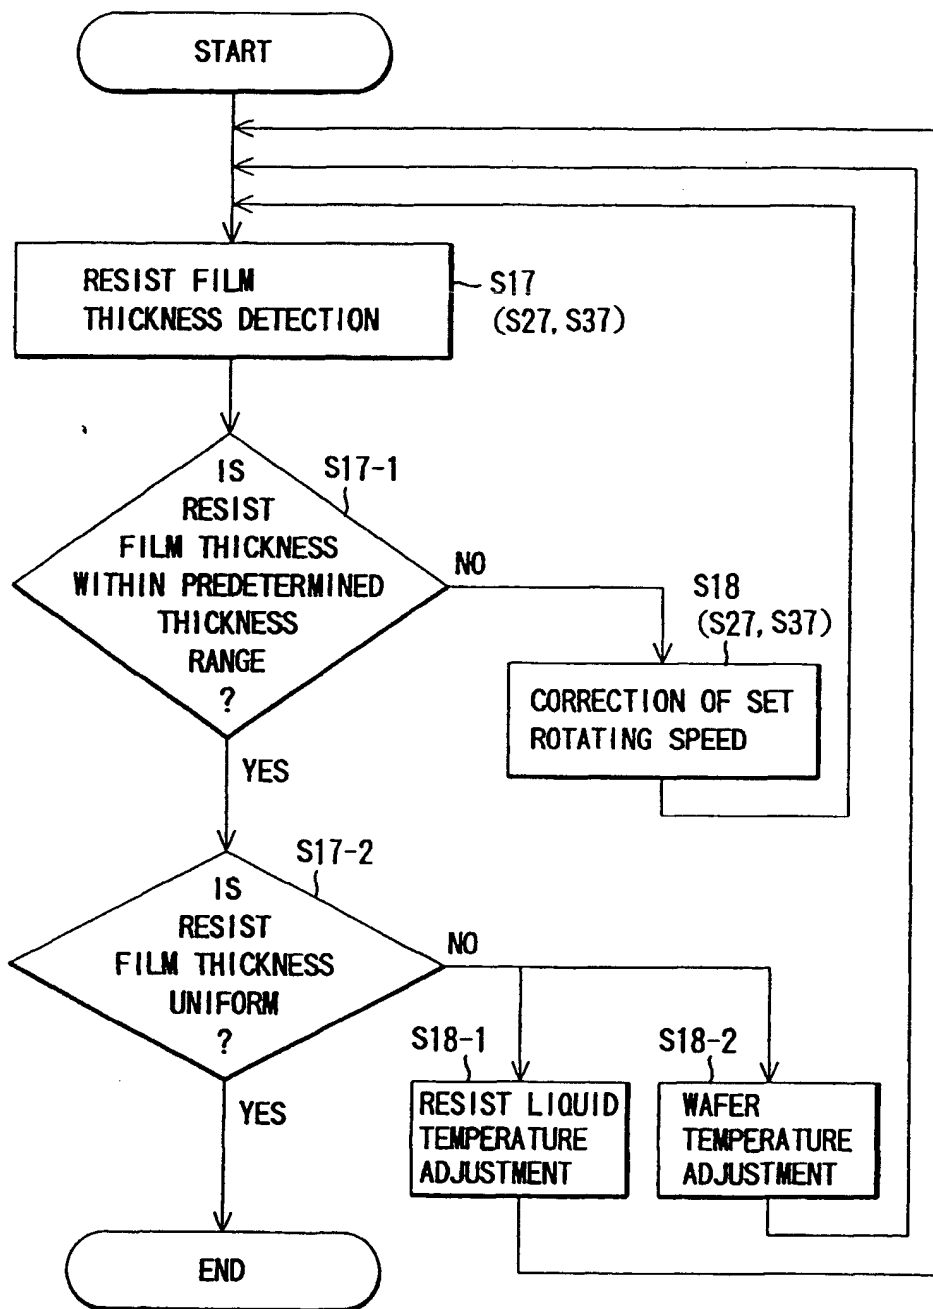 START
RESIST FILM
THICKNESS DETECTION
S17
(S27, S37)
S17-1
IS
RESIST
FILM THICKNESS
WITHIN PREDETERMINED
THICKNESS
RANGE
?
NO
S18
(S27, S37)
CORRECTION OF SET
ROTATING SPEED
YES
S17-2
IS
RESIST
FILM THICKNESS
UNIFORM
?
NO
S18-1
RESIST LIQUID
TEMPERATURE
ADJUSTMENT
S18-2
WAFER
TEMPERATURE
ADJUSTMENT
YES
END